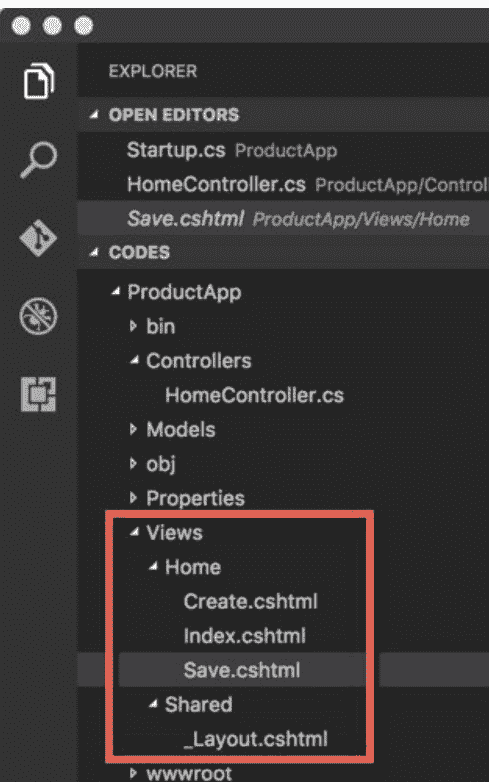 EXPLORER
OPEN EDITORS
Startup.cs ProductApp
HomeController.cs ProductApp/Control
Save.cshtml ProductApp/Views/Home
CODES
ProductApp
bin
Controllers
HomeController.cs
Models
obj
Properties
Views
Home
Create.cshtml
Index.cshtml
Save.cshtml
Shared
_Layout.cshtml
wwwroot